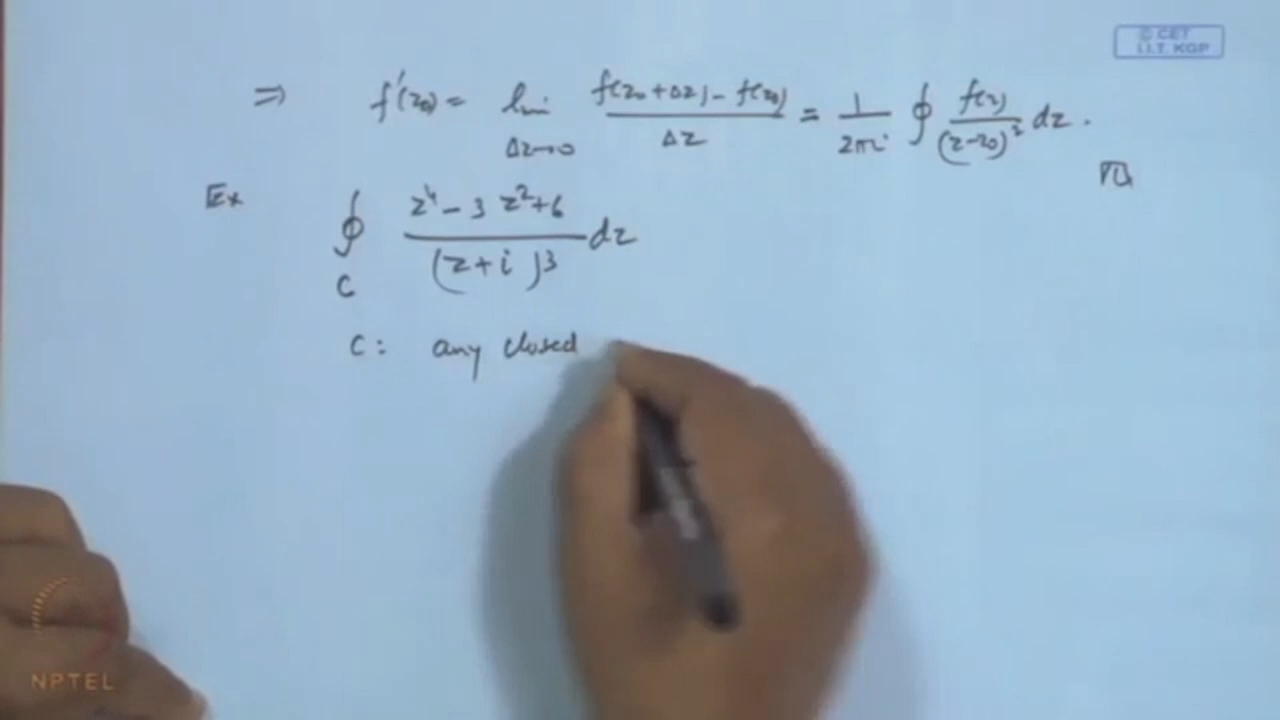 © CET
I.I.T. KGP
⇒ f'(z₀) = lim_{Δz→0} (f(z₀+Δz) - f(z₀))/Δz = 1/(2πi) ∮ f(z)/(z-z₀)² dz.
Ex ∮_C (z⁴ - 3z² + 6)/(z+i)³ dz
C: any closed
NPTEL